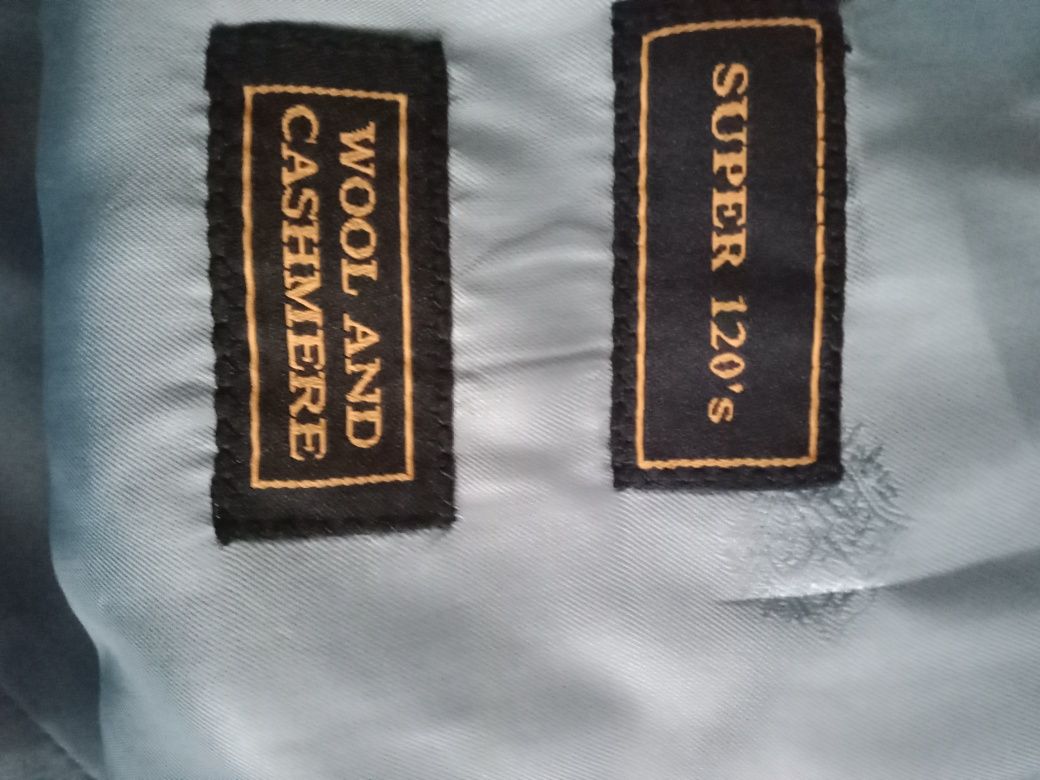 SUPER 120's
WOOL AND
CASHMERE